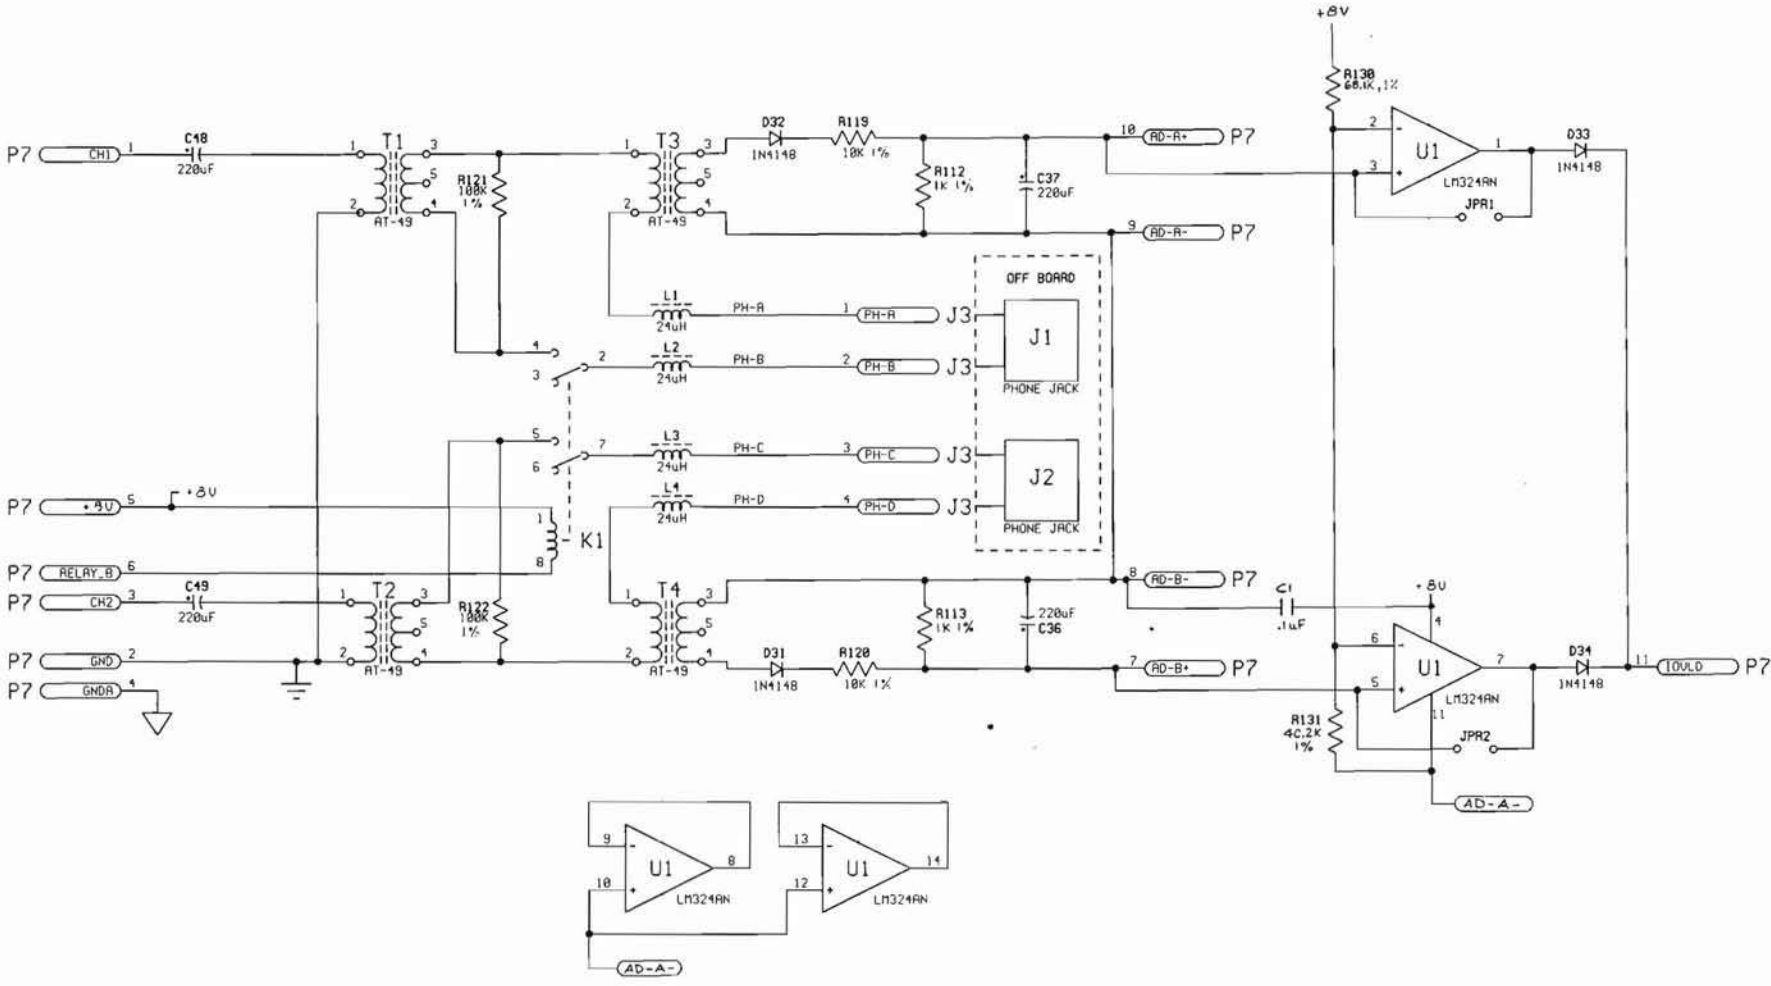 +8V
R130
68.1K, 1%
P7 CH1 1
C48
220uF
T1
1 3
5
2 4
AT-49
R121
100K
1%
T3
1 3
5
2 4
AT-49
D32
1N4148
R119
10K 1%
R112
1K 1%
C37
220uF
10 AD-A+ P7
9 AD-A- P7
2 -
3 +
U1
1
LM324AN
JPR1
D33
1N4148
OFF BOARD
L1
24uH
PH-A
1 PH-A J3
J1
PHONE JACK
4
3
2
L2
24uH
PH-B
2 PH-B J3
5
6
7
L3
24uH
PH-C
3 PH-C J3
J2
PHONE JACK
L4
24uH
PH-D
4 PH-D J3
P7 +8V 5
+8V
1
8
K1
P7 RELAY_B 6
P7 CH2 3
C49
220uF
T2
1 3
5
2 4
AT-49
R122
100K
1%
T4
1 3
5
2 4
AT-49
D31
1N4148
R120
10K 1%
R113
1K 1%
220uF
C36
8 AD-B- P7
7 AD-B+ P7
C1
.1uF
+8V
4
6 -
5 +
U1
7
LM324AN
11
JPR2
D34
1N4148
11 IOVLD P7
P7 GND 2
P7 GNDA 4
R131
40.2K
1%
AD-A-
9 -
10 +
U1
8
LM324AN
13 -
12 +
U1
14
LM324AN
AD-A-